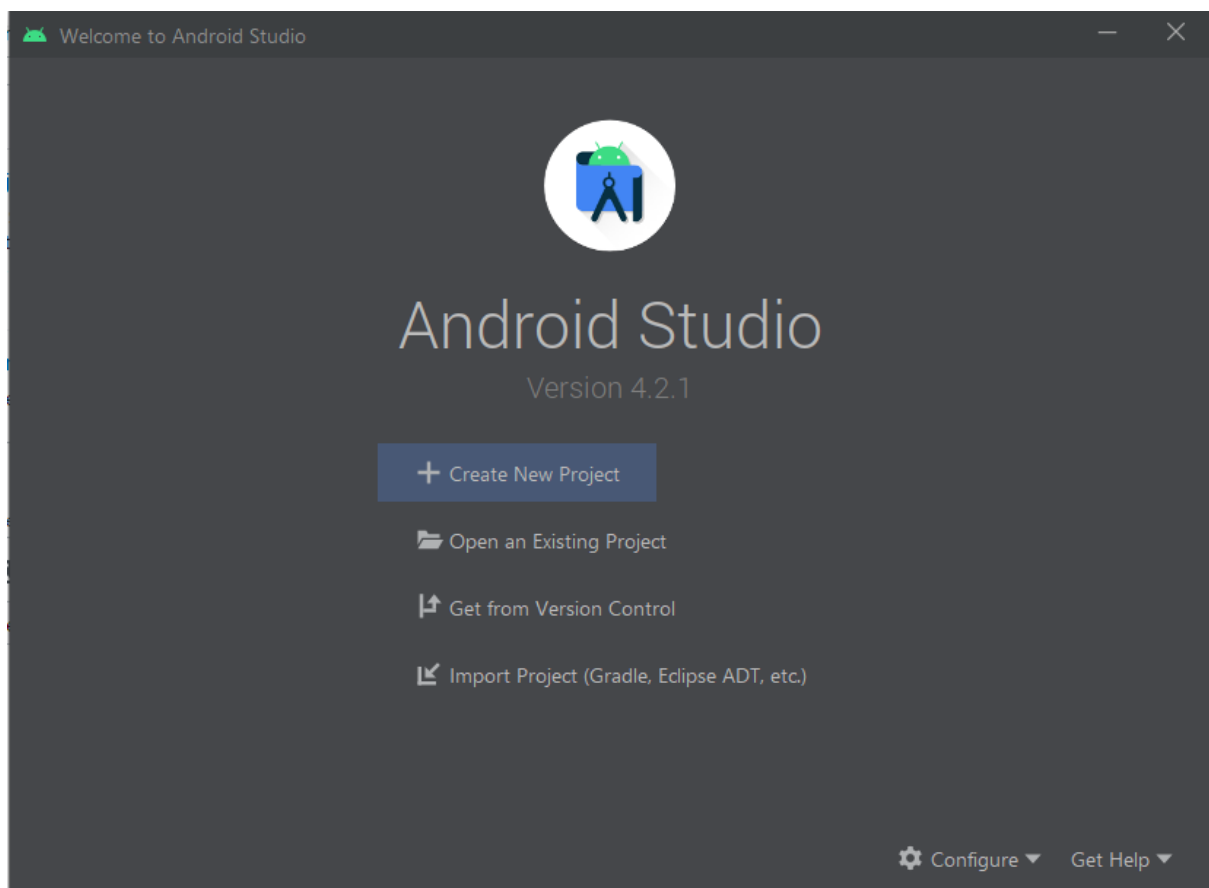 Welcome to Android Studio
Android Studio
Version 4.2.1
Create New Project
Open an Existing Project
Get from Version Control
Import Project (Gradle, Eclipse ADT, etc.)
Configure Get Help